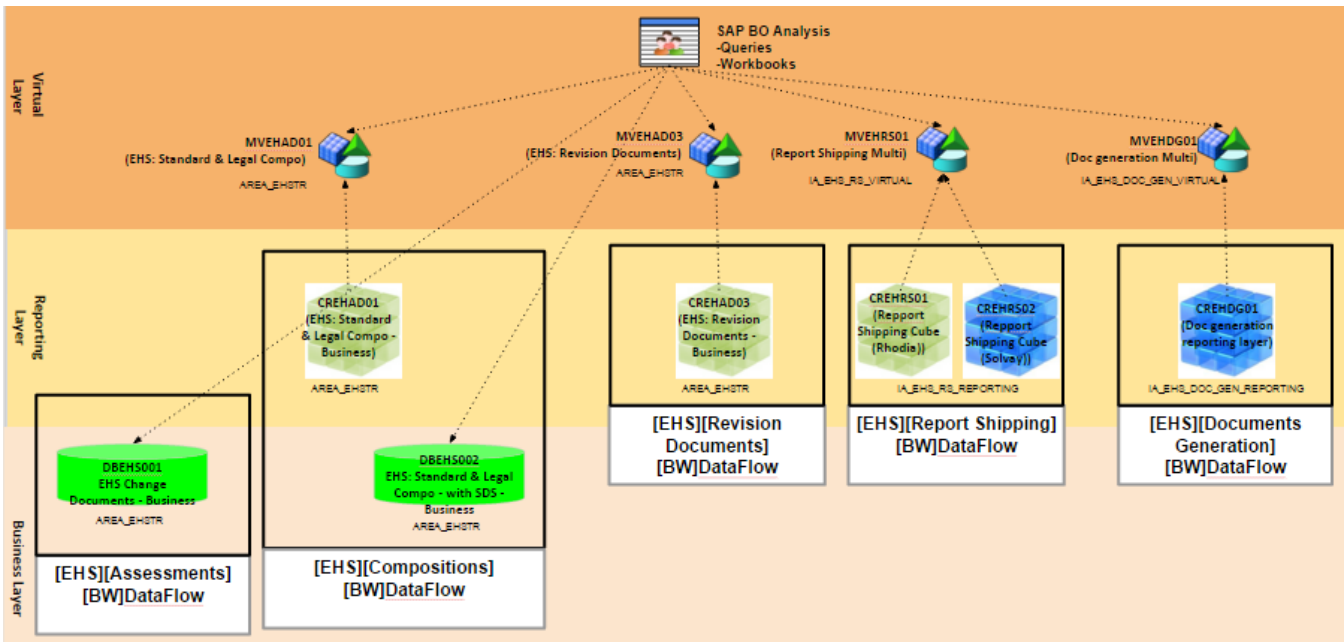 SAP BO Analysis
-Queries
-Workbooks
Virtual
Layer
MVEHAD01
(EHS: Standard & Legal Compo)
AREA_EHSTR
MVEHAD03
(EHS: Revision Documents)
AREA_EHSTR
MVEHRS01
(Report Shipping Multi)
IA_EHS_RS_VIRTUAL
MVEHDG01
(Doc generation Multi)
IA_EHS_DOC_GEN_VIRTUAL
Reporting
Layer
CREHAD01
(EHS: Standard
& Legal Compo -
Business)
AREA_EHSTR
CREHAD03
(EHS: Revision
Documents -
Business)
AREA_EHSTR
CREHRS01
(Repport
Shipping Cube
(Rhodia))
CREHRS02
(Repport
Shipping Cube
(Solvay))
IA_EHS_RS_REPORTING
CREHDG01
(Doc generation
reporting layer)
IA_EHS_DOC_GEN_REPORTING
[EHS][Revision
Documents]
[BW]DataFlow
[EHS][Report Shipping]
[BW]DataFlow
[EHS][Documents
Generation]
[BW]DataFlow
Business Layer
DBEHS001
EHS Change
Documents - Business
AREA_EHSTR
DBEHS002
EHS: Standard & Legal
Compo - with SDS -
Business
AREA_EHSTR
[EHS][Assessments]
[BW]DataFlow
[EHS][Compositions]
[BW]DataFlow